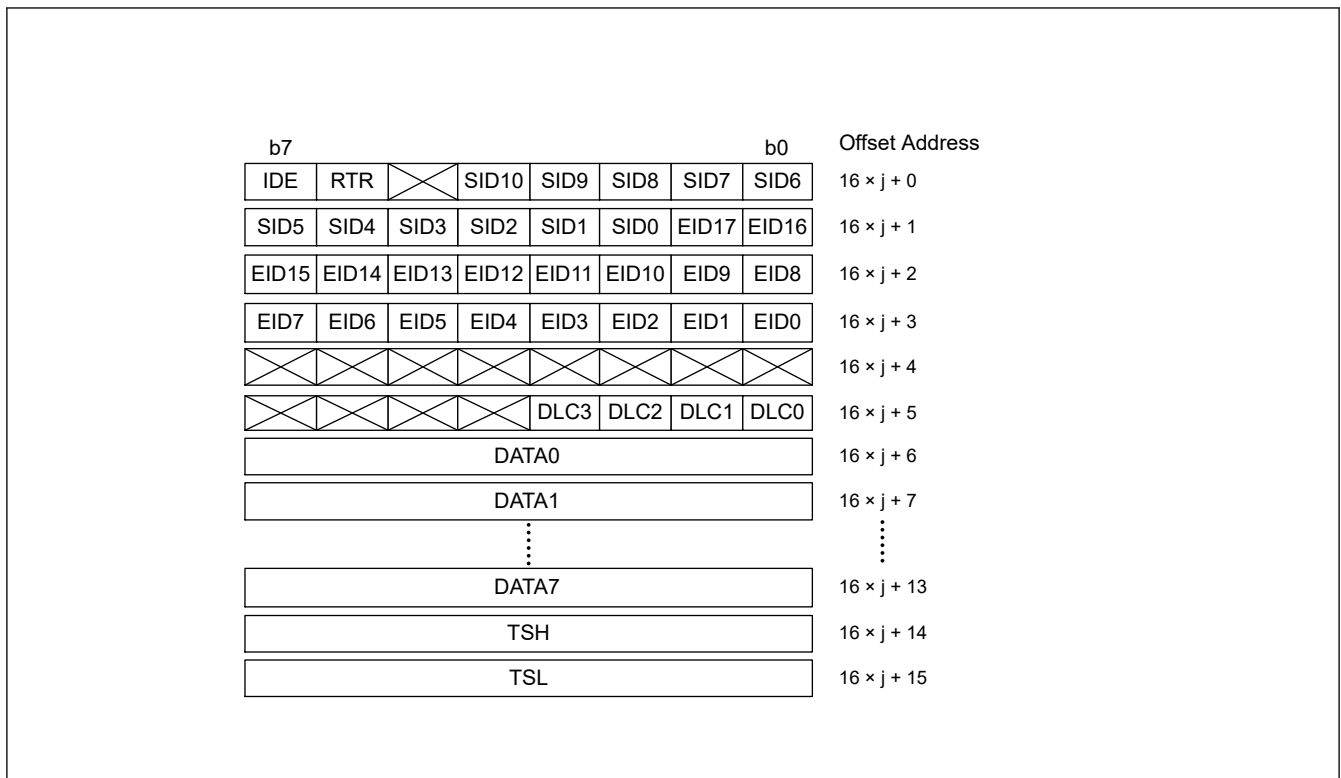 b7 b0 Offset Address
IDE RTR SID10 SID9 SID8 SID7 SID6 16 × j + 0
SID5 SID4 SID3 SID2 SID1 SID0 EID17 EID16 16 × j + 1
EID15 EID14 EID13 EID12 EID11 EID10 EID9 EID8 16 × j + 2
EID7 EID6 EID5 EID4 EID3 EID2 EID1 EID0 16 × j + 3
16 × j + 4
DLC3 DLC2 DLC1 DLC0 16 × j + 5
DATA0 16 × j + 6
DATA1 16 × j + 7
DATA7 16 × j + 13
TSH 16 × j + 14
TSL 16 × j + 15